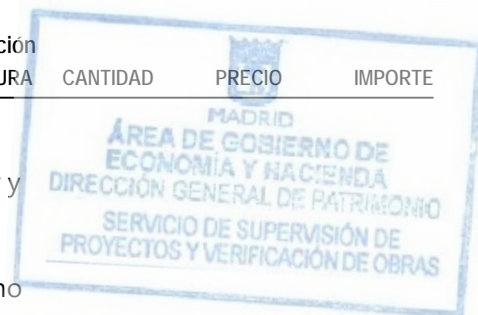 ción
URA CANTIDAD PRECIO IMPORTE
MADRID
ÁREA DE GOBIERNO DE
ECONOMÍA Y HACIENDA
y
DIRECCIÓN GENERAL DE PATRIMONIO
SERVICIO DE SUPERVISIÓN DE
PROYECTOS Y VERIFICACIÓN DE OBRAS
no